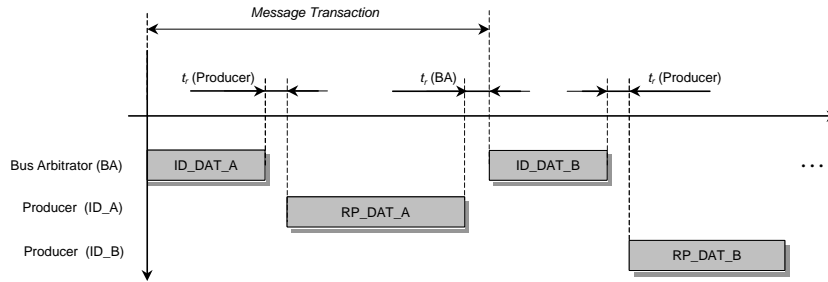 Message Transaction
tr (Producer)
tr (BA)
tr (Producer)
Bus Arbitrator (BA)
ID_DAT_A
ID_DAT_B
...
Producer (ID_A)
RP_DAT_A
Producer (ID_B)
RP_DAT_B